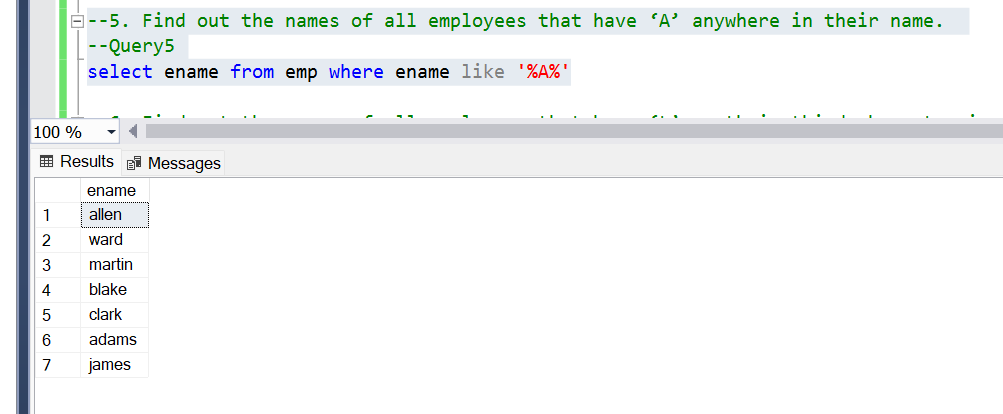 --5. Find out the names of all employees that have ‘A’ anywhere in their name.
--Query5
select ename from emp where ename like '%A%'
100 %
Results Messages
ename
1 allen
2 ward
3 martin
4 blake
5 clark
6 adams
7 james